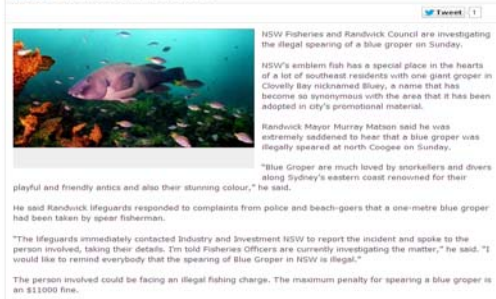 Tweet 1
NSW Fisheries and Randwick Council are investigating
the illegal spearing of a blue groper on Sunday.
NSW's emblem fish has a special place in the hearts
of a lot of southeast residents with one giant groper in
Clovelly Bay nicknamed Bluey, a name that has
become so synonymous with the area that it has been
adopted in city's promotional material.
Randwick Mayor Murray Matson said he was
extremely saddened to hear that a blue groper was
illegally speared at north Coogee on Sunday.
"Blue Groper are much loved by snorkellers and divers
along Sydney's eastern coast renowned for their
playful and friendly antics and also their stunning colour," he said.
He said Randwick lifeguards responded to complaints from police and beach-goers that a one-metre blue groper
had been taken by spear fisherman.
"The lifeguards immediately contacted Industry and Investment NSW to report the incident and spoke to the
person involved, taking their details. I'm told Fisheries Officers are currently investigating the matter," he said. "I
would like to remind everybody that the spearing of Blue Groper in NSW is illegal."
The person involved could be facing an illegal fishing charge. The maximum penalty for spearing a blue groper is
an $11000 fine.